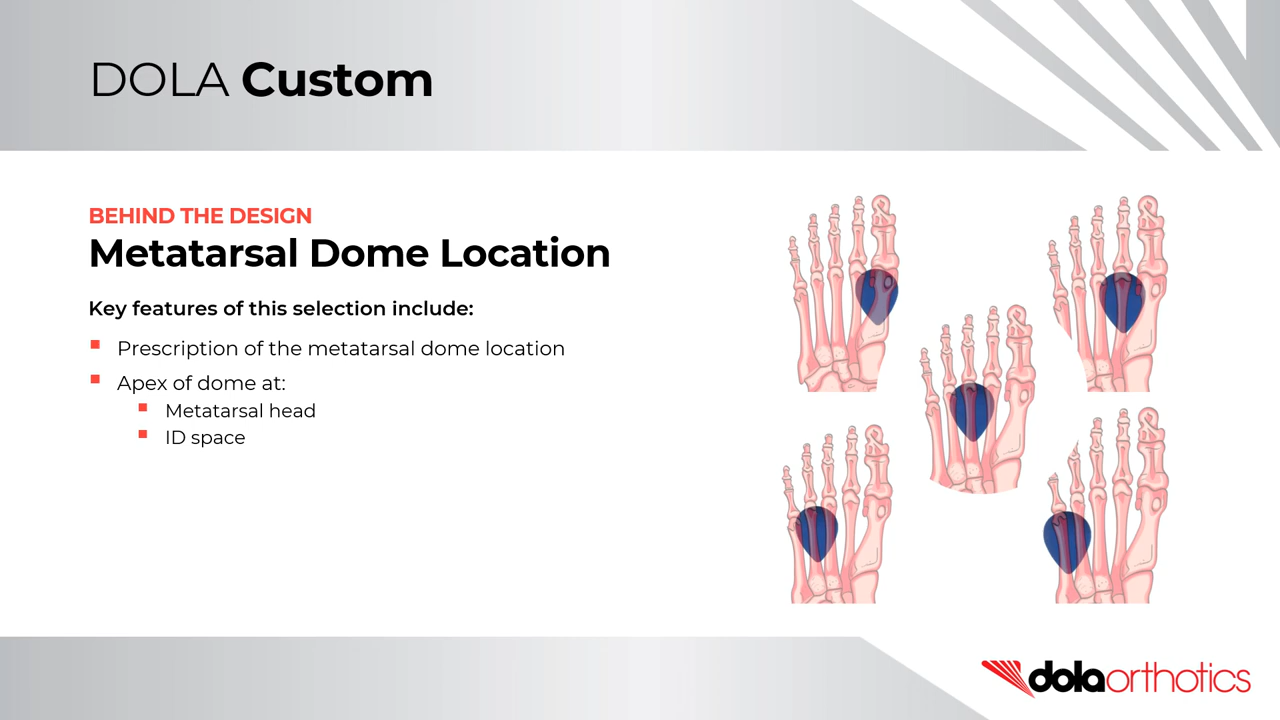 DOLA Custom
BEHIND THE DESIGN
Metatarsal Dome Location
Key features of this selection include:
Prescription of the metatarsal dome location
Apex of dome at:
Metatarsal head
ID space
dolaorthotics